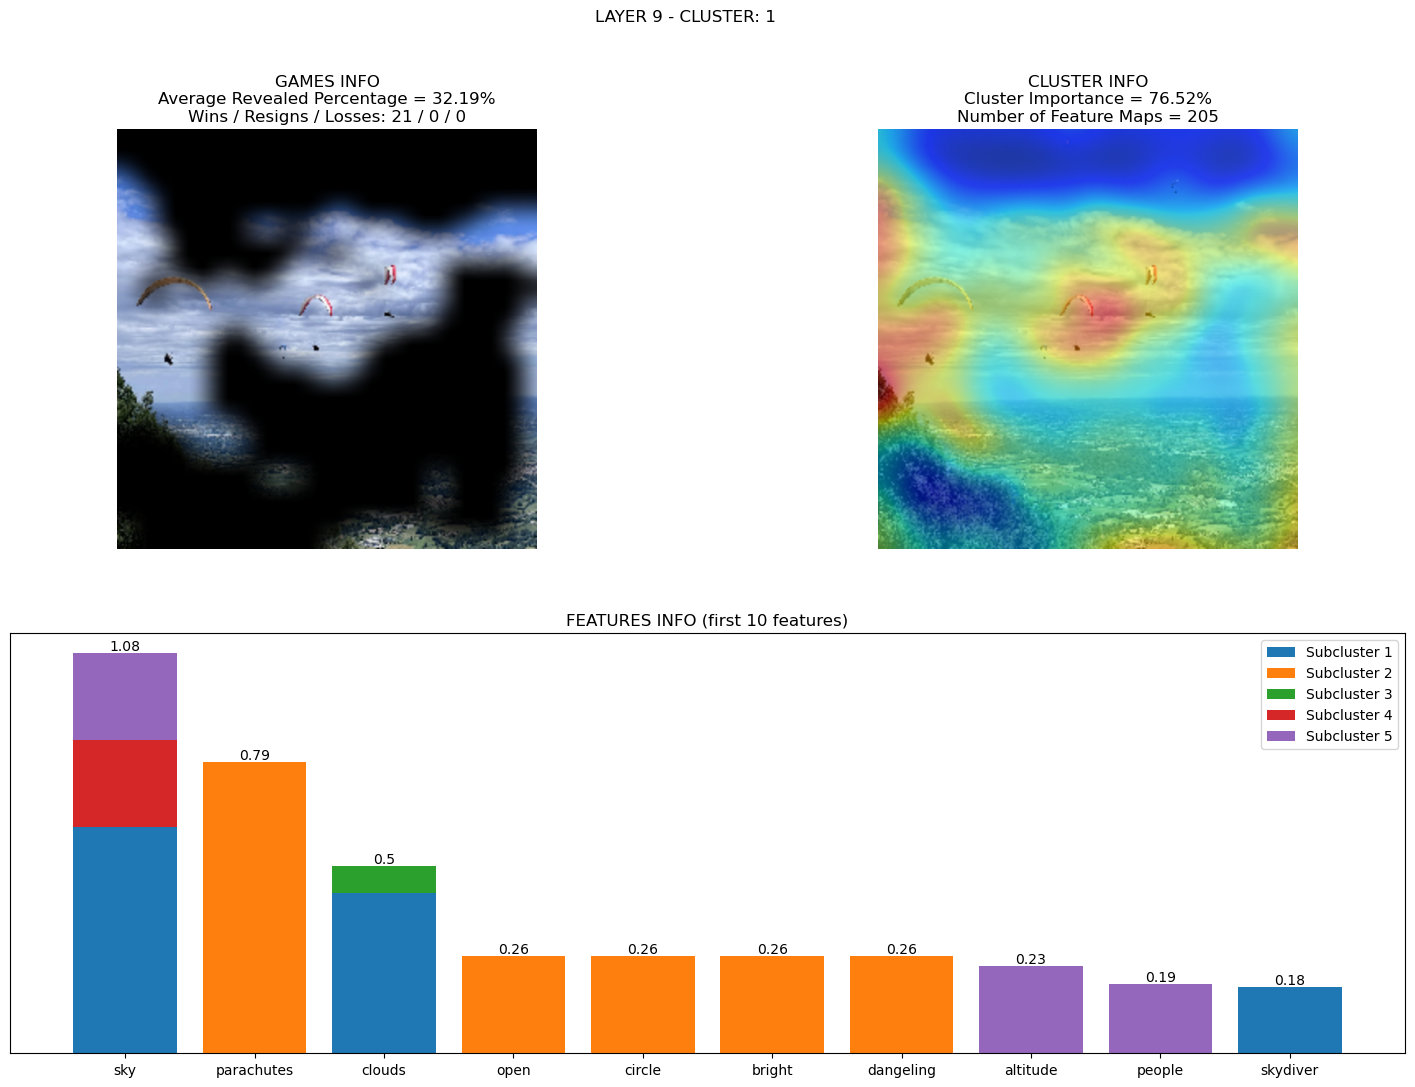 LAYER 9 - CLUSTER: 1
GAMES INFO
Average Revealed Percentage = 32.19%
Wins / Resigns / Losses: 21 / 0 / 0
CLUSTER INFO
Cluster Importance = 76.52%
Number of Feature Maps = 205
FEATURES INFO (first 10 features)
Subcluster 1
Subcluster 2
Subcluster 3
Subcluster 4
Subcluster 5
1.08
0.79
0.5
0.26
0.26
0.26
0.26
0.23
0.19
0.18
sky
parachutes
clouds
open
circle
bright
dangeling
altitude
people
skydiver